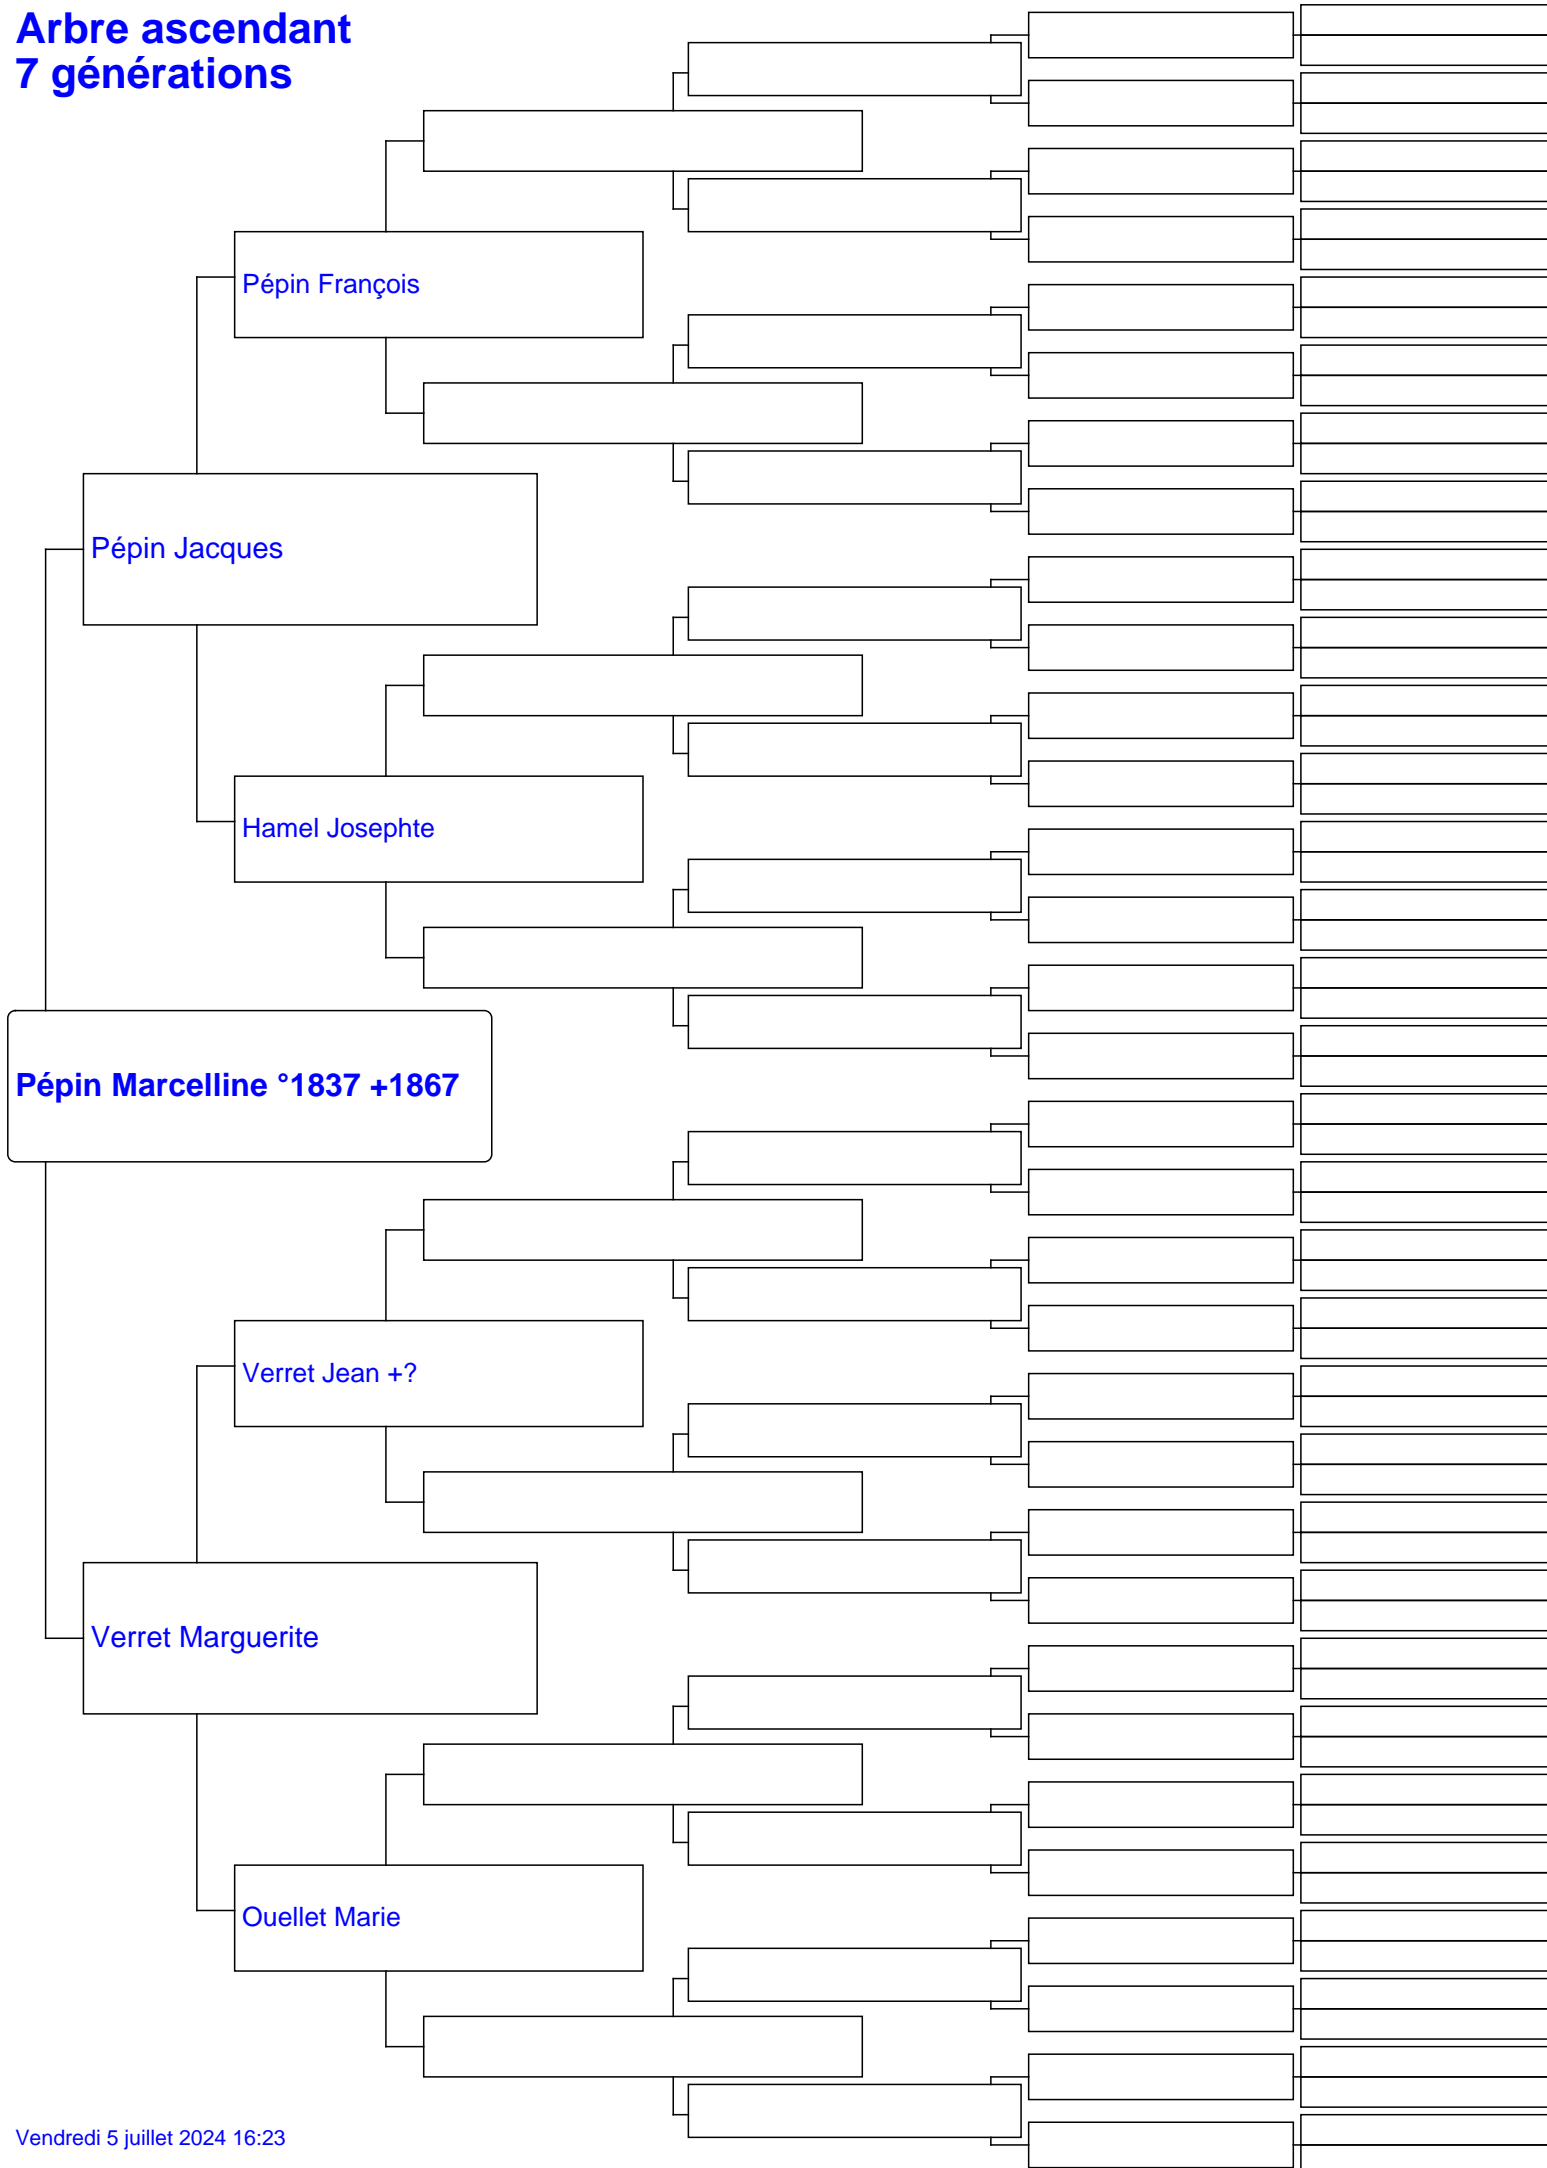 Arbre ascendant
7 générations
Pépin François
Pépin Jacques
Hamel Josephte
Pépin Marcelline °1837 +1867
Verret Jean +?
Verret Marguerite
Ouellet Marie
Vendredi 5 juillet 2024 16:23